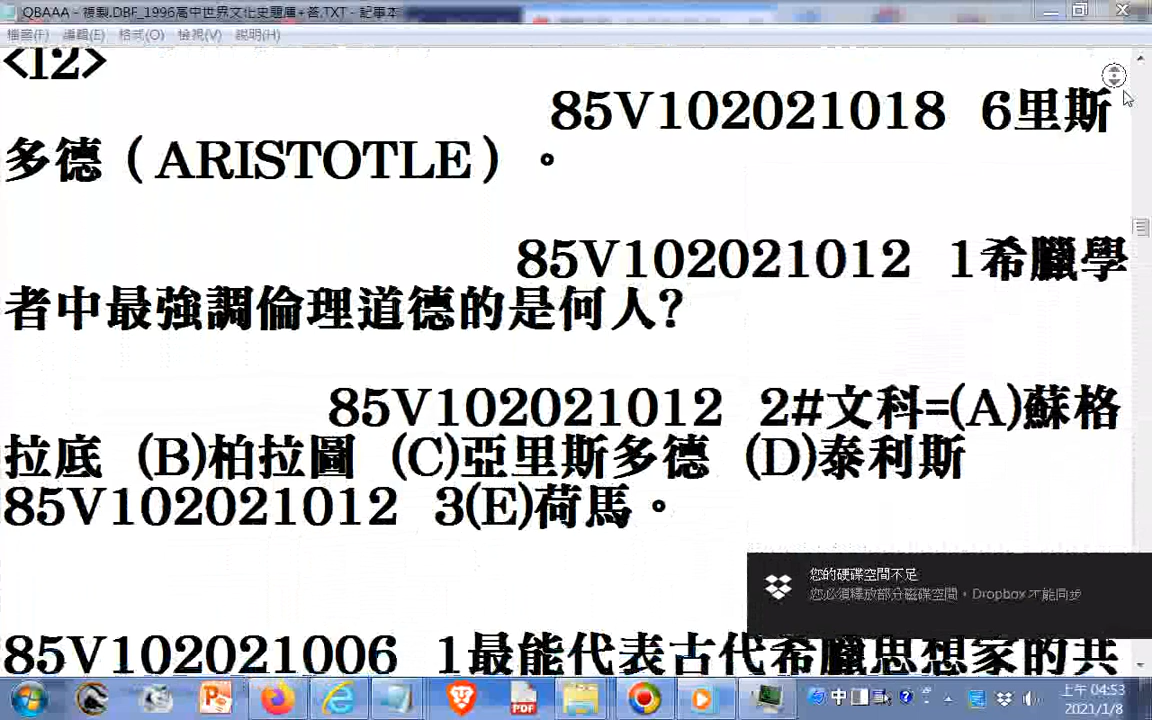 QBAAA - 複製.DBF_1996高中世界文化史題庫+答.TXT - 記事本
檔案(F) 編輯(E) 格式(O) 檢視(V) 說明(H)
<12>
85V102021018 6里斯
多德（ARISTOTLE）。
85V102021012 1希臘學
者中最強調倫理道德的是何人?
85V102021012 2#文科=(A)蘇格
拉底 (B)柏拉圖 (C)亞里斯多德 (D)泰利斯
85V102021012 3(E)荷馬。
您的硬碟空間不足
您必須釋放部分磁碟空間，Dropbox 不能同步
85V102021006 1最能代表古代希臘思想家的共
PDF
中
上午 04:53
2021/1/8